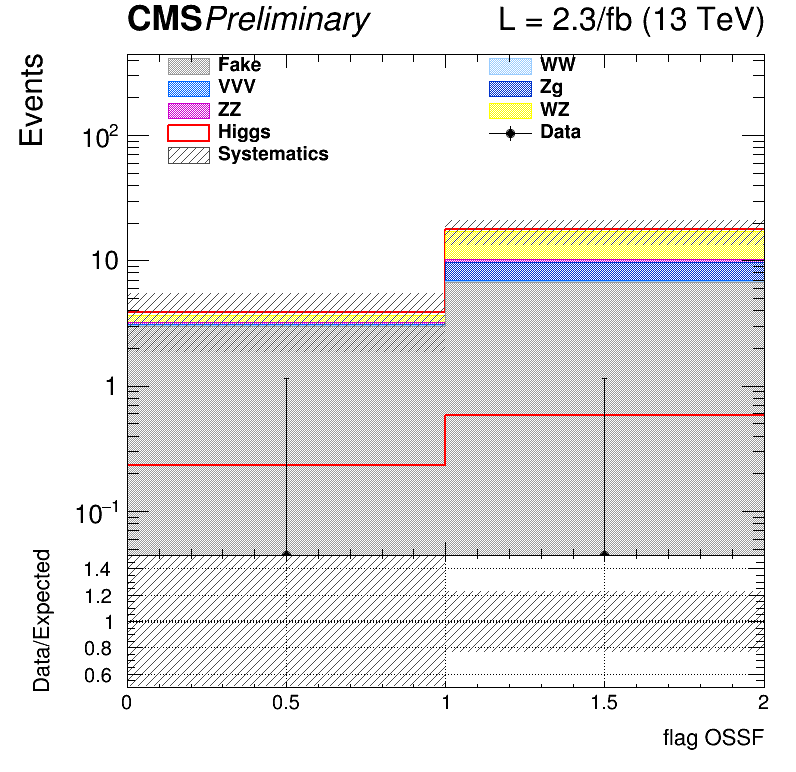 CMS Preliminary L = 2.3/fb (13 TeV)
Events
Fake WW
VVV Zg
ZZ WZ
Higgs Data
Systematics
10²
10
1
10⁻¹
Data/Expected
1.4
1.2
1
0.8
0.6
0 0.5 1 1.5 2
flag OSSF